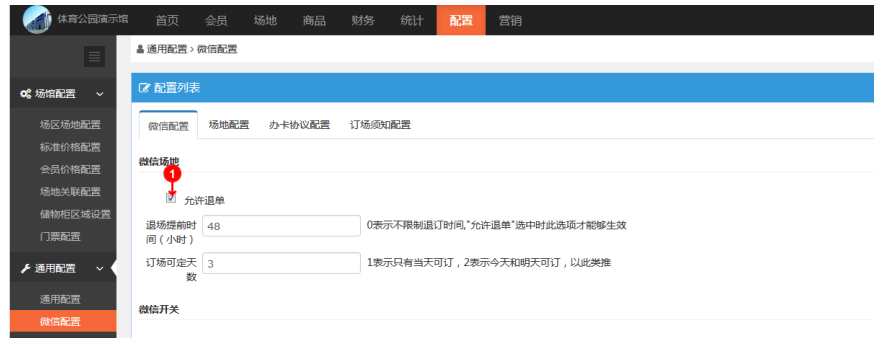 体育公园演示馆 首页 会员 场地 商品 财务 统计 配置 营销
通用配置 › 微信配置
场馆配置
场区场地配置
标准价格配置
会员价格配置
场地关联配置
储物柜区域设置
门票配置
通用配置
通用配置
微信配置
配置列表
微信配置 场地配置 办卡协议配置 订场须知配置
微信场地
1
允许退单
退场提前时间（小时） 48 0表示不限制退订时间,"允许退单"选中时此选项才能够生效
订场可定天数 3 1表示只有当天可订，2表示今天和明天可订，以此类推
微信开关